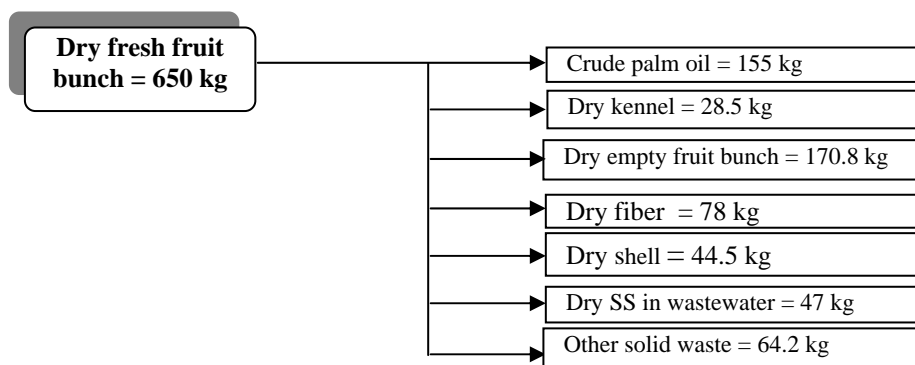 Dry fresh fruit
bunch = 650 kg
Crude palm oil = 155 kg
Dry kennel = 28.5 kg
Dry empty fruit bunch = 170.8 kg
Dry fiber = 78 kg
Dry shell = 44.5 kg
Dry SS in wastewater = 47 kg
Other solid waste = 64.2 kg